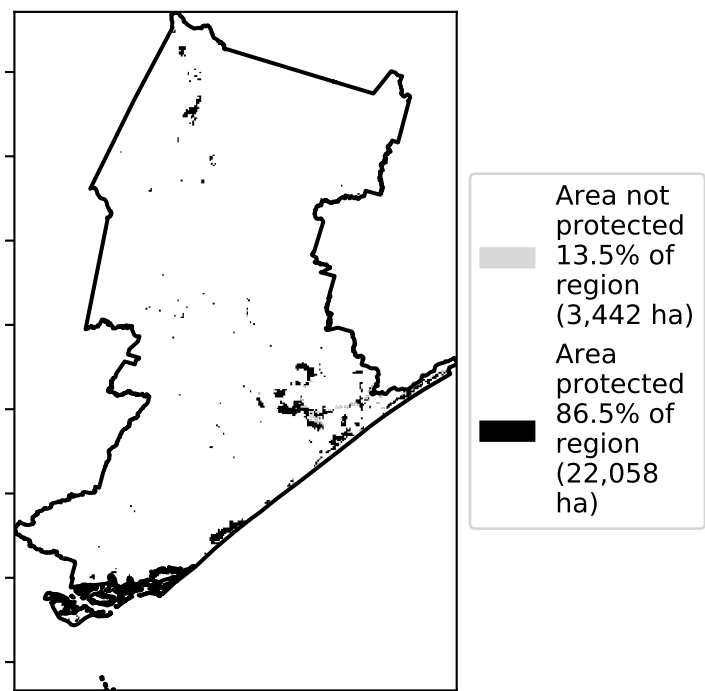 Area not
protected
13.5% of
region
(3,442 ha)
Area
protected
86.5% of
region
(22,058
ha)